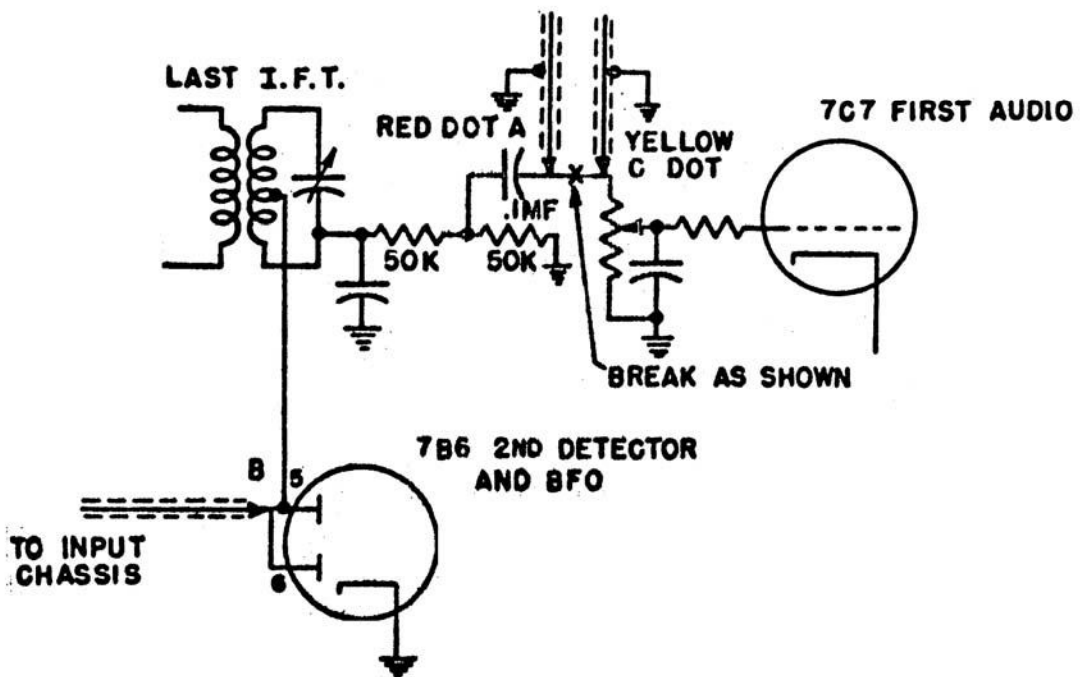 LAST I.F.T.
RED DOT A
YELLOW
C DOT
7C7 FIRST AUDIO
.1MF
50K
50K
BREAK AS SHOWN
7B6 2ND DETECTOR
AND BFO
B
5
TO INPUT
CHASSIS
6